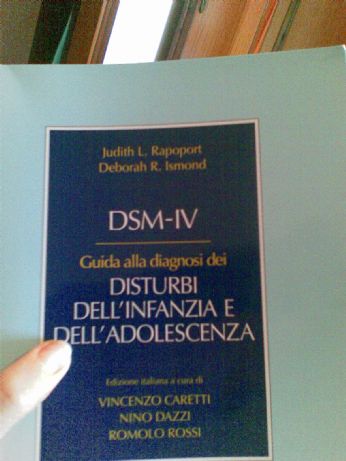 Judith L. Rapoport
Deborah R. Ismond
DSM-IV
Guida alla diagnosi dei
DISTURBI
DELL'INFANZIA E
DELL'ADOLESCENZA
Edizione italiana a cura di
VINCENZO CARETTI
NINO DAZZI
ROMOLO ROSSI